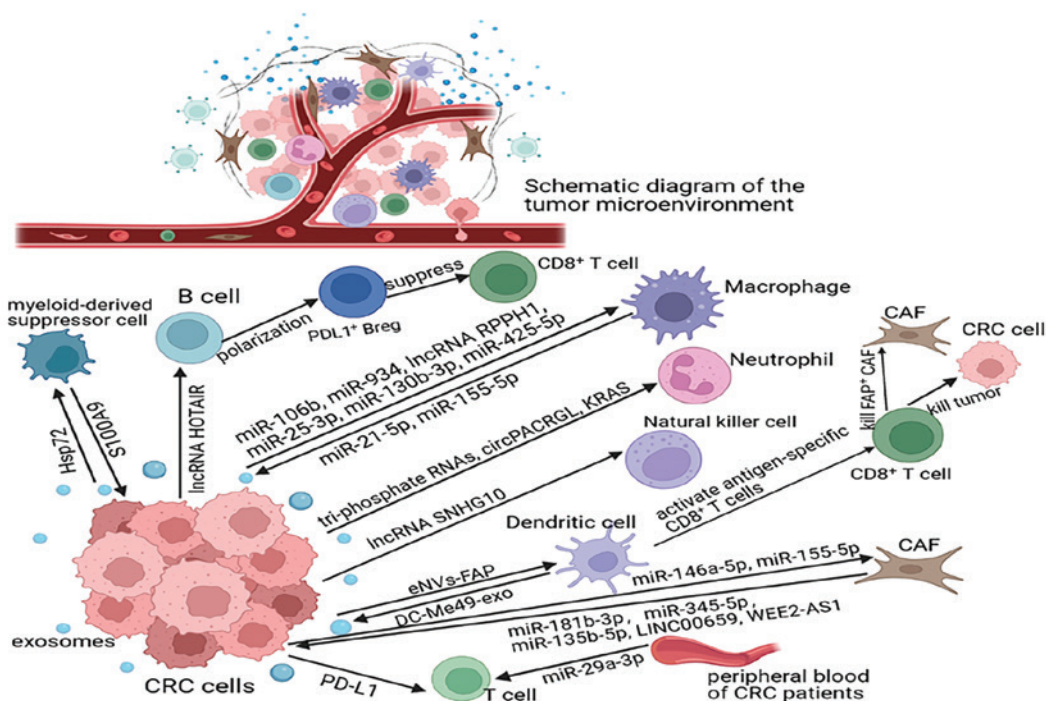 Schematic diagram of the
tumor microenvironment
myeloid-derived
suppressor cell
B cell
polarization
PDL1⁺ Breg
suppress
CD8⁺ T cell
Macrophage
Neutrophil
Natural killer cell
CAF
CRC cell
kill FAP⁺ CAF
kill tumor
CD8⁺ T cell
Hsp72
S100A9
lncRNA HOTAIR
miR-106b, miR-934, lncRNA RPPH1,
miR-25-3p, miR-130b-3p, miR-425-5p
miR-21-5p, miR-155-5p
tri-phosphate RNAs, circPACRGL, KRAS
lncRNA SNHG10
Dendritic cell
activate antigen-specific
CD8⁺ T cells
eNVs-FAP
DC-Me49-exo
miR-146a-5p, miR-155-5p
CAF
miR-181b-3p, miR-345-5p,
miR-135b-5p, LINC00659, WEE2-AS1
miR-29a-3p
exosomes
CRC cells
PD-L1
T cell
peripheral blood
of CRC patients